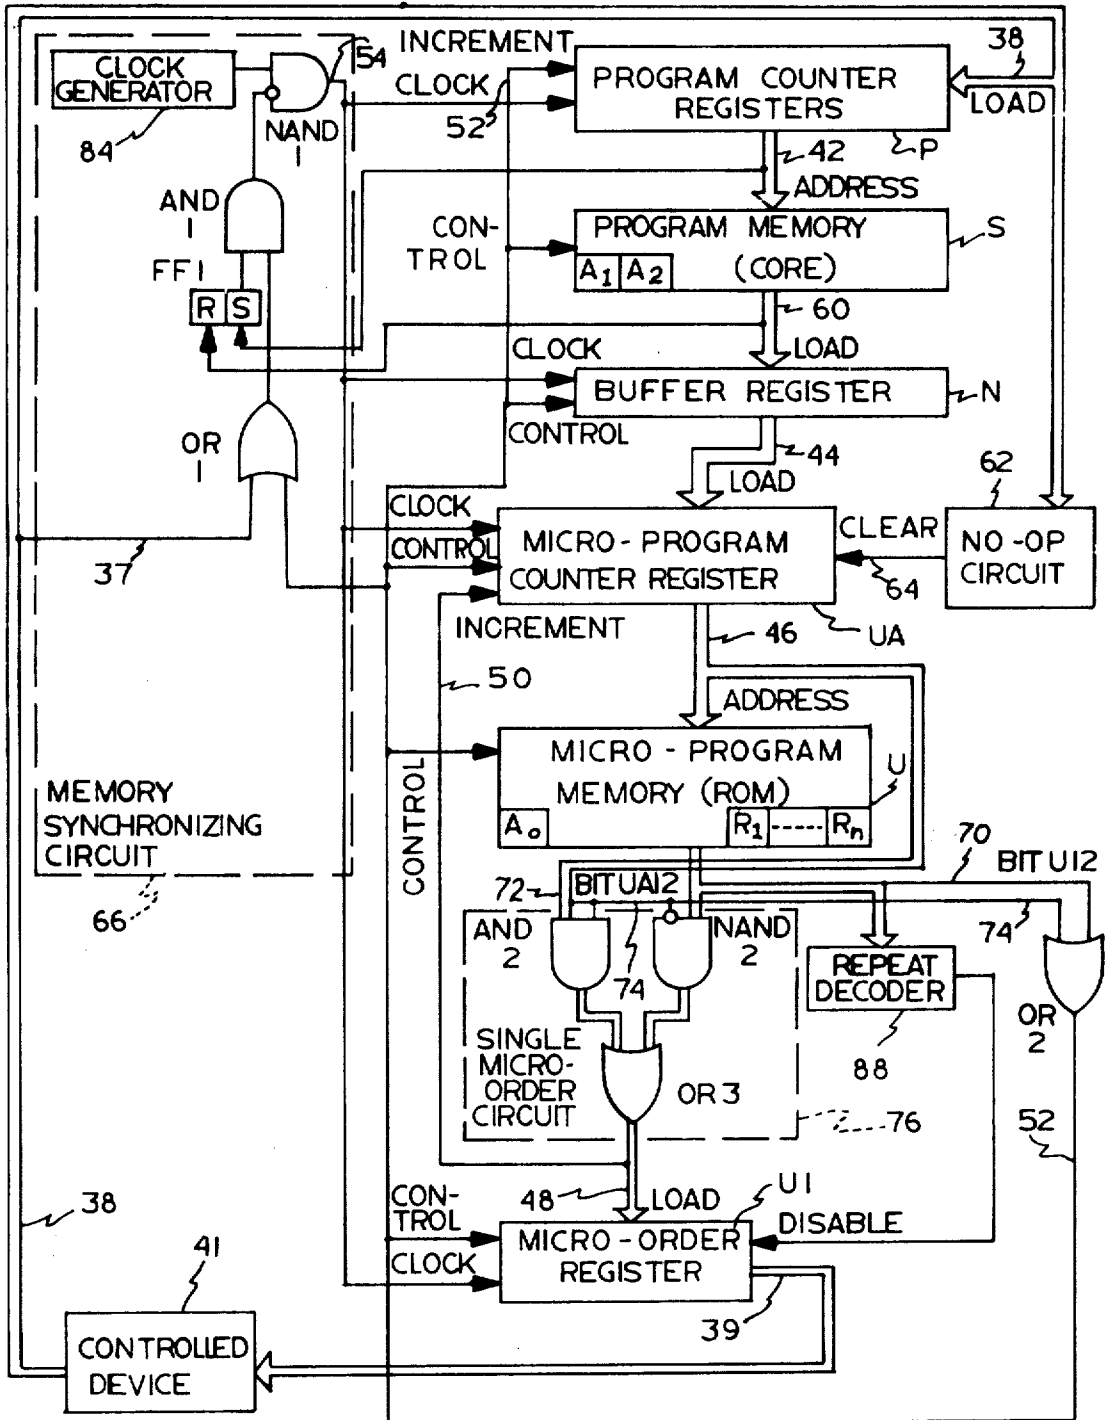 INCREMENT
38
CLOCK
GENERATOR
54
PROGRAM COUNTER
REGISTERS
CLOCK
LOAD
84
NAND
1
52
42
P
ADDRESS
AND
1
CON-
TROL
PROGRAM MEMORY
(CORE)
A1 A2
S
FF1
R S
60
CLOCK
LOAD
BUFFER REGISTER
N
OR
1
CONTROL
44
LOAD
62
CLOCK
CONTROL
MICRO-PROGRAM
COUNTER REGISTER
CLEAR
NO-OP
CIRCUIT
37
64
INCREMENT
46
UA
50
ADDRESS
MICRO-PROGRAM
MEMORY (ROM)
U
CONTROL
A0
R1 ----- Rn
MEMORY
SYNCHRONIZING
CIRCUIT
66
70
BIT U12
72
BIT UA12
74
AND
2
NAND
2
74
REPEAT
DECODER
OR
2
88
SINGLE
MICRO-
ORDER
CIRCUIT
OR 3
76
52
48
LOAD
U1
CON-
TROL
DISABLE
38
MICRO-ORDER
REGISTER
CLOCK
41
39
CONTROLLED
DEVICE